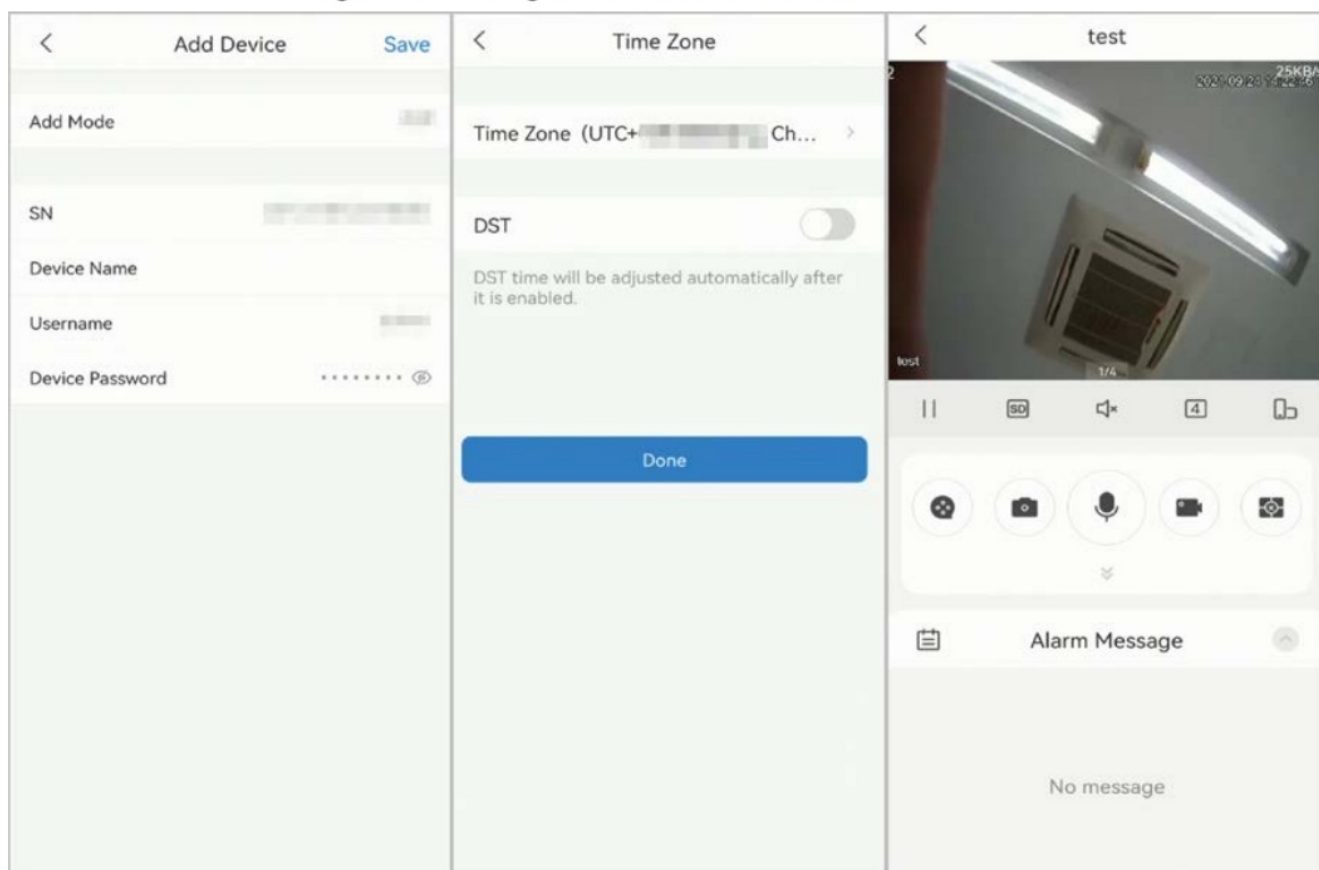 Add Device
Save
Add Mode
SN
Device Name
Username
Device Password
Time Zone
Time Zone (UTC+ Ch...
DST
DST time will be adjusted automatically after
it is enabled.
Done
test
25KB/
1/4
SD
4
Alarm Message
No message